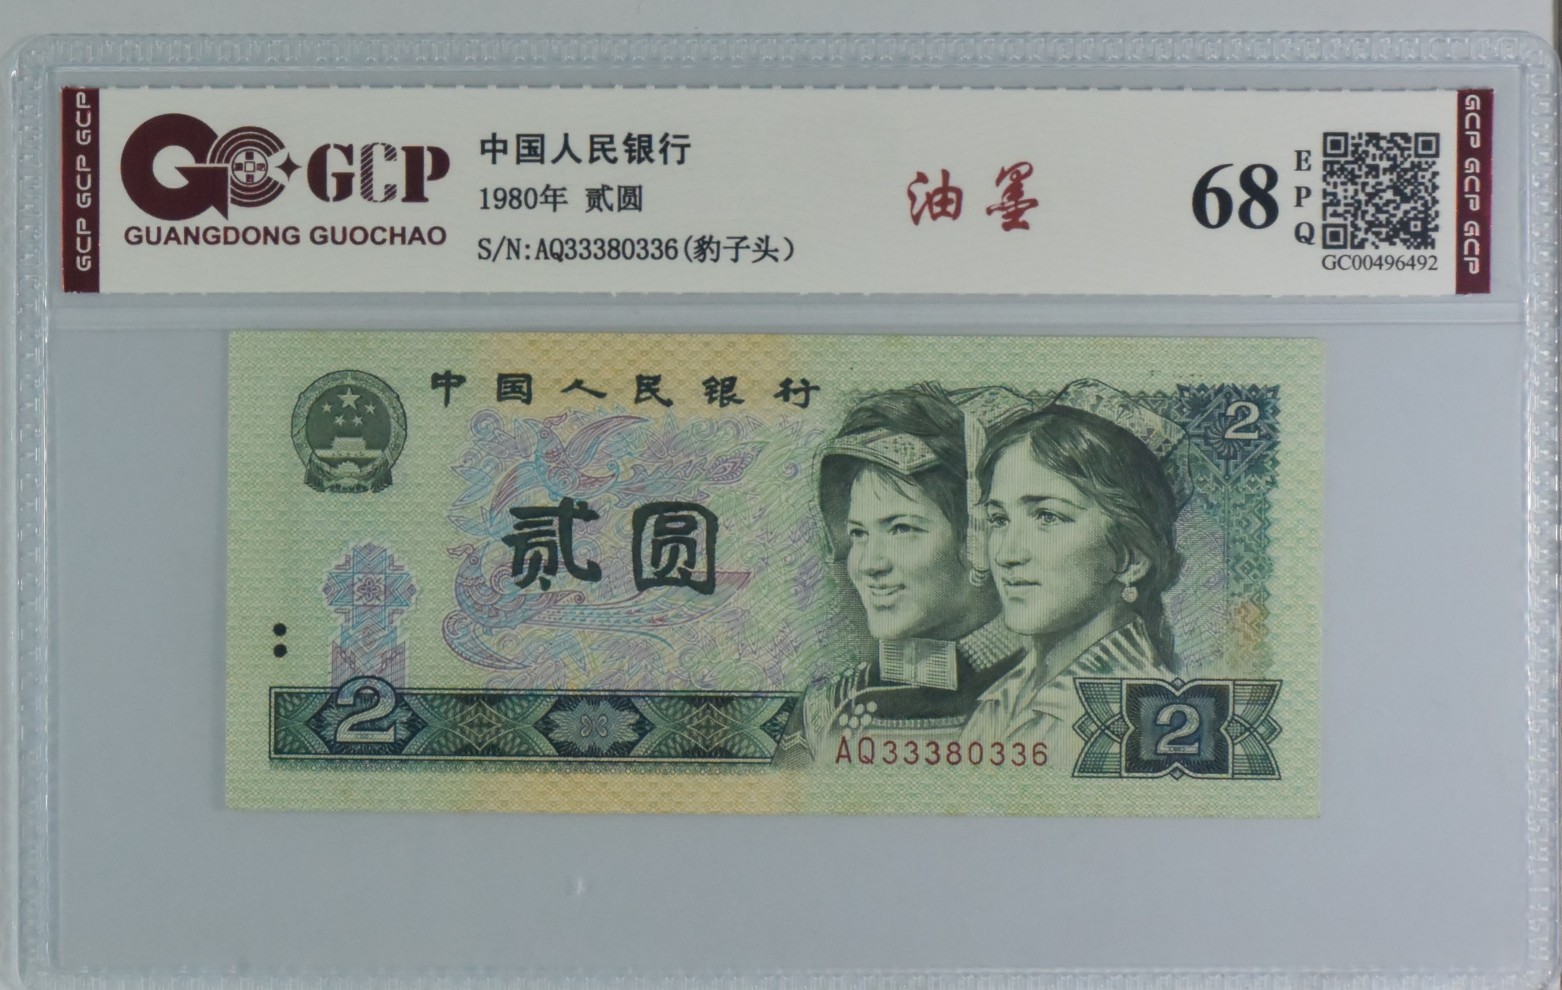 GCP GCP GCP
GCP
GUANGDONG GUOCHAO
中国人民银行
1980年 贰圆
S/N:AQ33380336(豹子头)
油墨
68
EPQ
GC00496492
GCP GCP GCP
中国人民银行
2
贰圆
2
2
AQ33380336